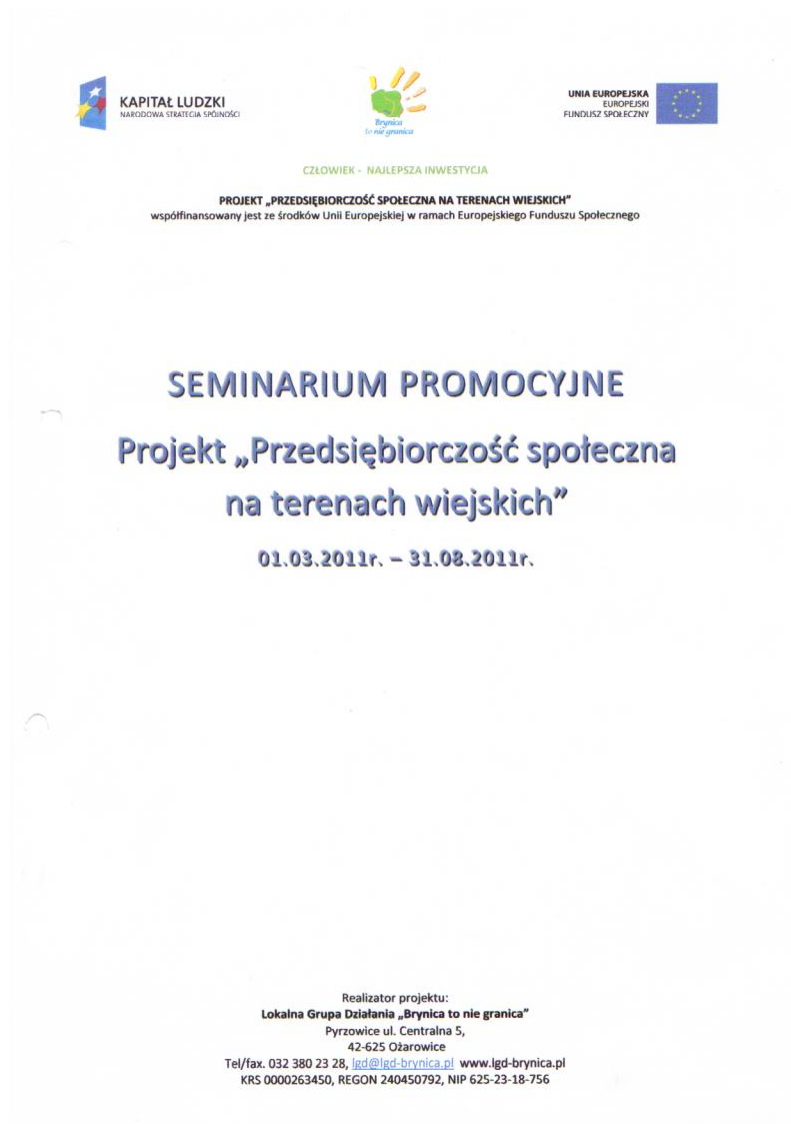 KAPITAŁ LUDZKI
NARODOWA STRATEGIA SPÓJNOŚCI
Brynica
to nie granica
UNIA EUROPEJSKA
EUROPEJSKI
FUNDUSZ SPOŁECZNY
CZŁOWIEK - NAJLEPSZA INWESTYCJA
PROJEKT „PRZEDSIĘBIORCZOŚĆ SPOŁECZNA NA TERENACH WIEJSKICH”
współfinansowany jest ze środków Unii Europejskiej w ramach Europejskiego Funduszu Społecznego
SEMINARIUM PROMOCYJNE
Projekt „Przedsiębiorczość społeczna
na terenach wiejskich”
01.03.2011r. – 31.08.2011r.
Realizator projektu:
Lokalna Grupa Działania „Brynica to nie granica”
Pyrzowice ul. Centralna 5,
42-625 Ożarowice
Tel/fax. 032 380 23 28, lgd@lgd-brynica.pl www.lgd-brynica.pl
KRS 0000263450, REGON 240450792, NIP 625-23-18-756